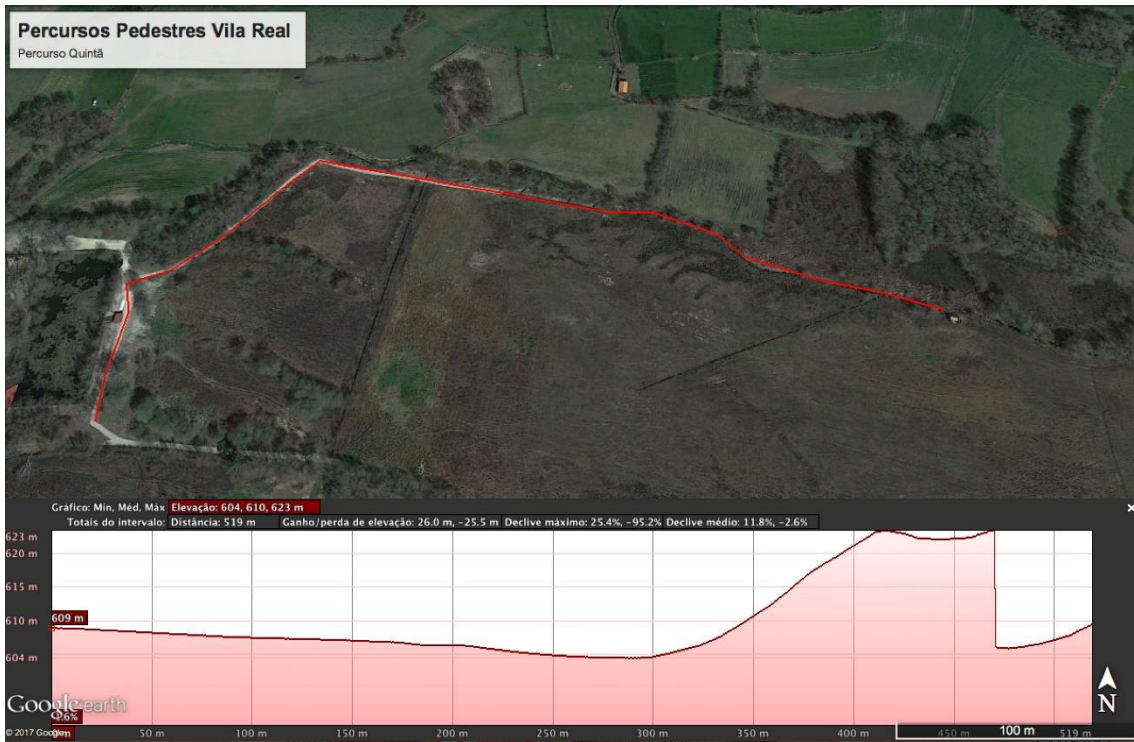 Percursos Pedestres Vila Real
Percurso Quintã
Gráfico: Mín, Méd, Máx Elevação: 604, 610, 623 m
Totais do intervalo: Distância: 519 m Ganho/perda de elevação: 26.0 m, -25.5 m Declive máximo: 25.4%, -95.2% Declive médio: 11.8%, -2.6%
623 m
620 m
615 m
610 m
609 m
604 m
Google earth
© 2017 Google
50 m 100 m 150 m 200 m 250 m 300 m 350 m 400 m 450 m 519 m
100 m
N